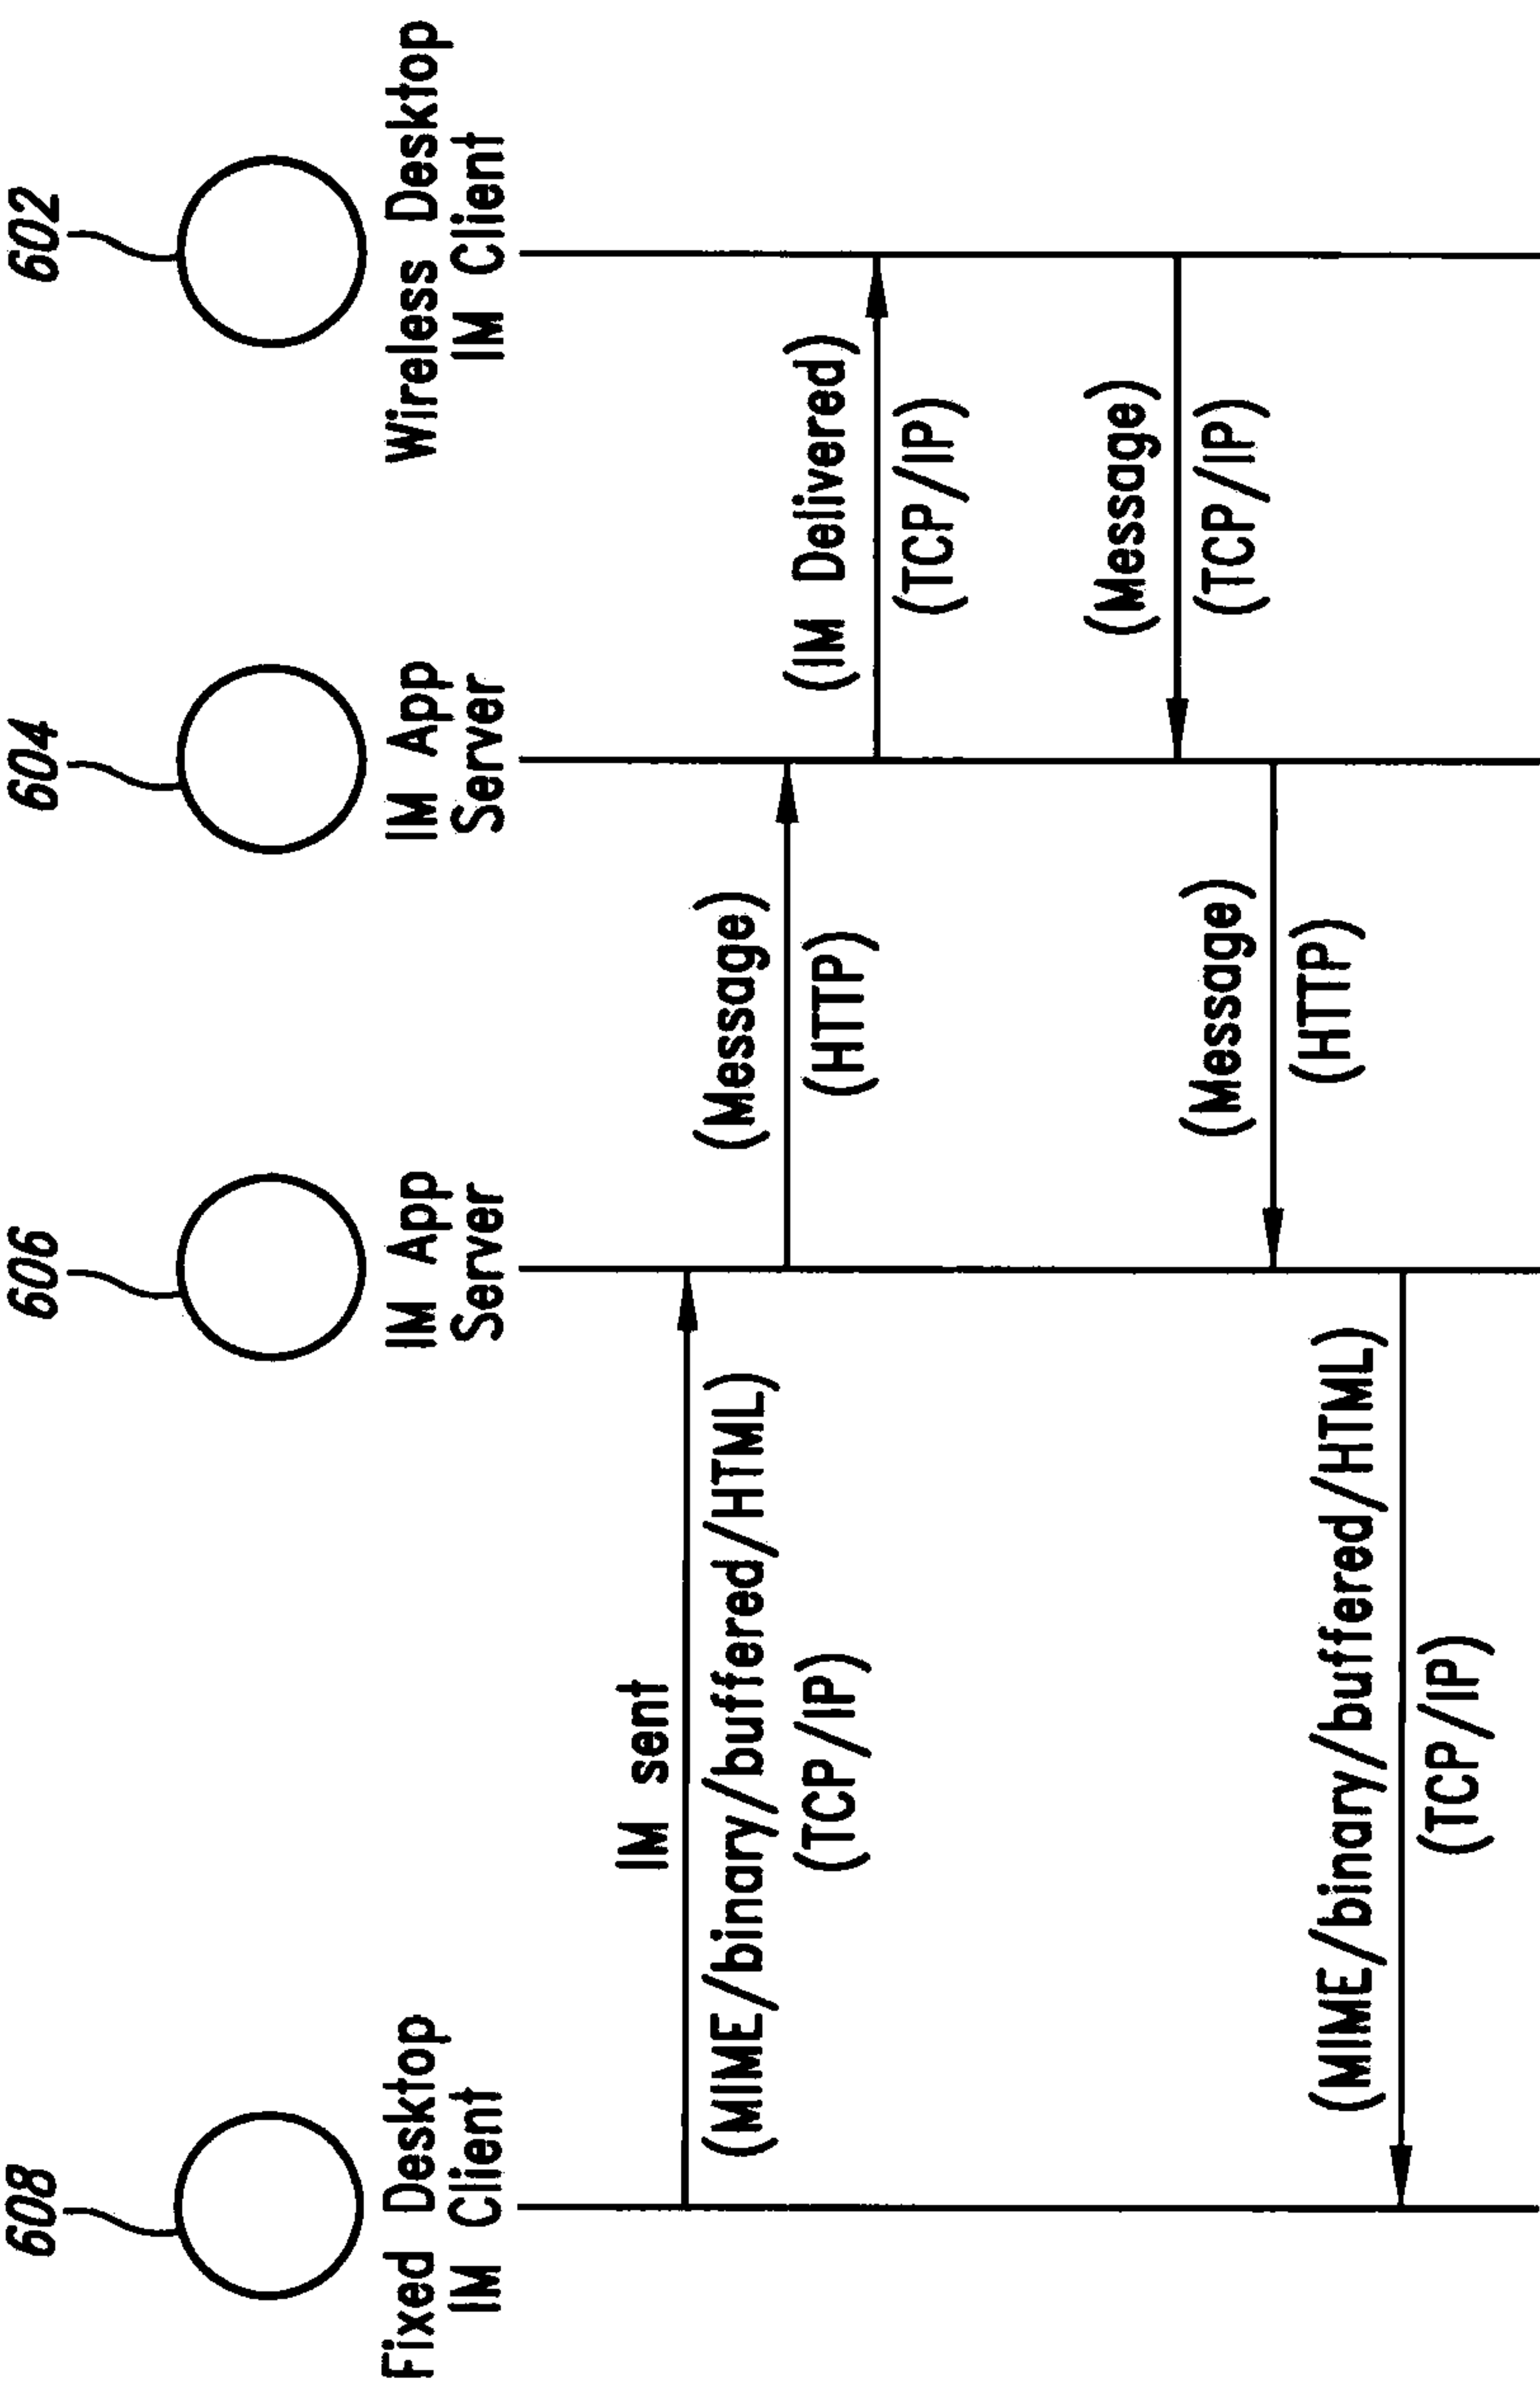 608
606
604
602
Fixed Desktop
IM Client
IM App
Server
IM App
Server
Wireless Desktop
IM Client
IM sent
(MIME/binary/buffered/HTML)
(TCP/IP)
(Message)
(HTTP)
(IM Delivered)
(TCP/IP)
(Message)
(TCP/IP)
(Message)
(HTTP)
(MIME/binary/buffered/HTML)
(TCP/IP)